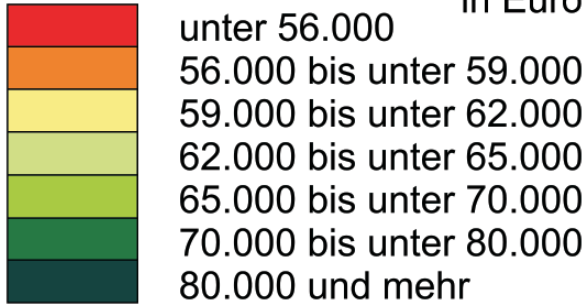 in Euro
unter 56.000
56.000 bis unter 59.000
59.000 bis unter 62.000
62.000 bis unter 65.000
65.000 bis unter 70.000
70.000 bis unter 80.000
80.000 und mehr